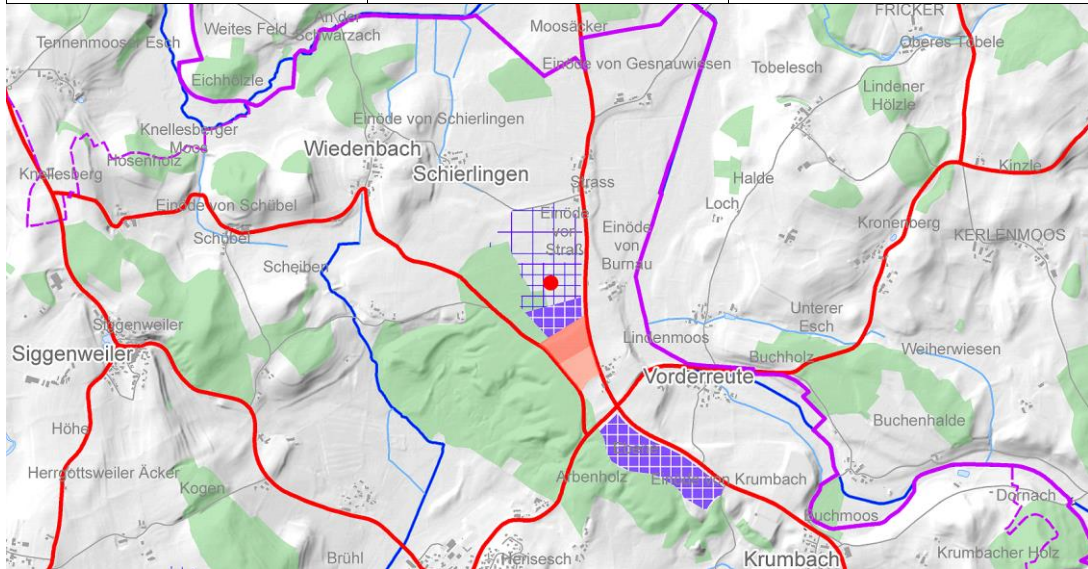 FRICKER
An der
Schwarzach
Weites Feld
Moosäcker
Tennenmooser Esch
Oberes Tobele
Einöde von Gesnauwiesen
Tobelesch
Eichhölzle
Lindener
Hölzle
Einöde von Schierlingen
Knellesberger
Moos
Wiedenbach
Hosenholz
Kinzle
Knellesberg
Schierlingen
Halde
Strass
Einöde von Schübel
Loch
Einöde
von
Straß
Kronenberg
Einöde
von
Burnau
KERLENMOOS
Schübel
Scheiben
Unterer
Esch
Siggenweiler
Lindenmoos
Siggenweiler
Buchholz
Weiherwiesen
Vorderreute
Buchenhalde
Höhe
Herrgottsweiler Äcker
Arbenholz
Einöde von Krumbach
Kogen
Dornach
Buchmoos
Brühl
Herisesch
Krumbach
Krumbacher Holz